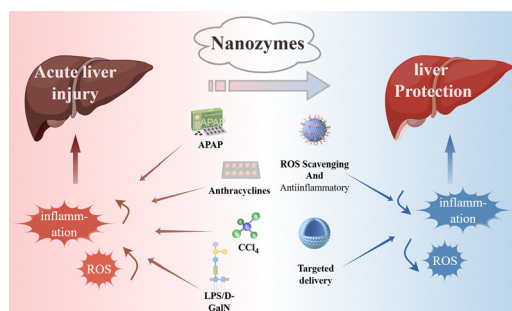 Nanozymes
Acute liver
injury
liver
Protection
APAP
APAP
Anthracyclines
CCl4
LPS/D-
GalN
inflamm-
ation
ROS
ROS Scavenging
And
Antiinflammatory
Targeted
delivery
inflamm-
ation
ROS